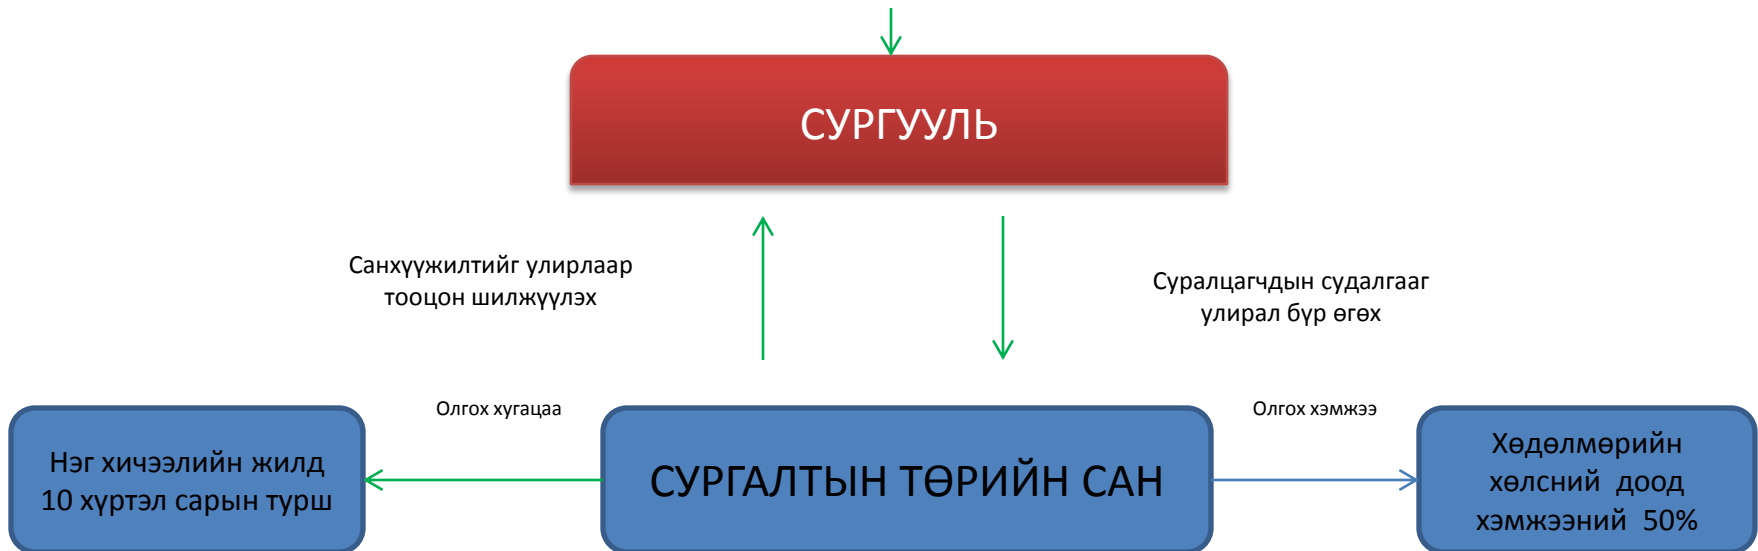 СУРГУУЛЬ
Санхүүжилтийг улирлаар
тооцон шилжүүлэх
Суралцагчдын судалгааг
улирал бүр өгөх
Олгох хугацаа
Олгох хэмжээ
Нэг хичээлийн жилд
10 хүртэл сарын турш
СУРГАЛТЫН ТӨРИЙН САН
Хөдөлмөрийн
хөлсний доод
хэмжээний 50%